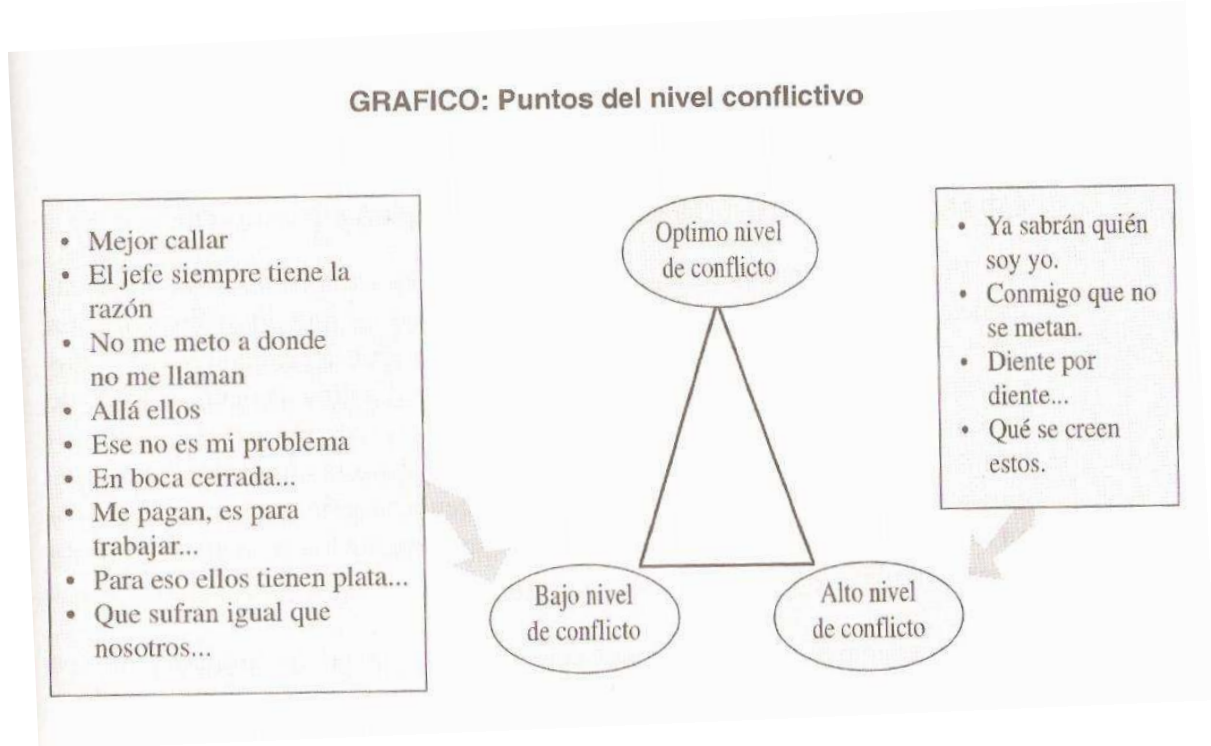 GRAFICO: Puntos del nivel conflictivo
• Mejor callar
• El jefe siempre tiene la
razón
• No me meto a donde
no me llaman
• Allá ellos
• Ese no es mi problema
• En boca cerrada...
• Me pagan, es para
trabajar...
• Para eso ellos tienen plata...
• Que sufran igual que
nosotros...
Optimo nivel
de conflicto
Bajo nivel
de conflicto
Alto nivel
de conflicto
• Ya sabrán quién
soy yo.
• Conmigo que no
se metan.
• Diente por
diente...
• Qué se creen
estos.